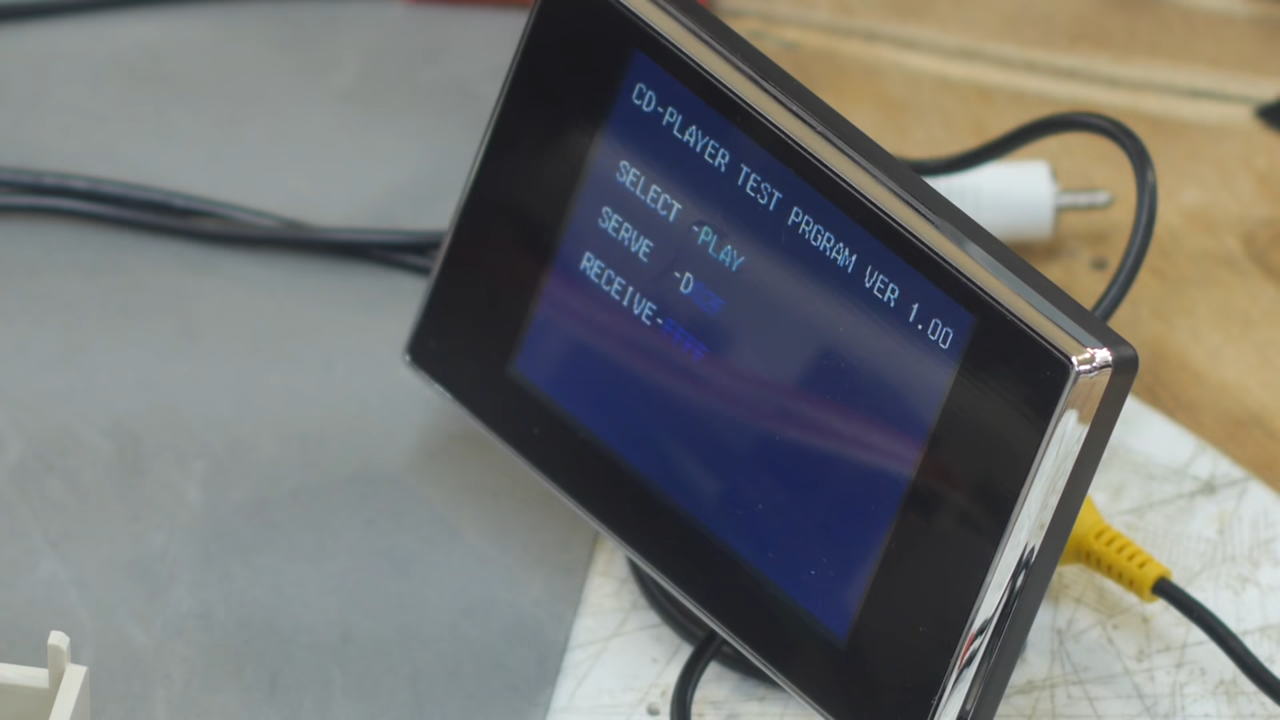 CD-PLAYER TEST PRGRAM VER 1.00
SELECT -PLAY
SERVE -D
RECEIVE-